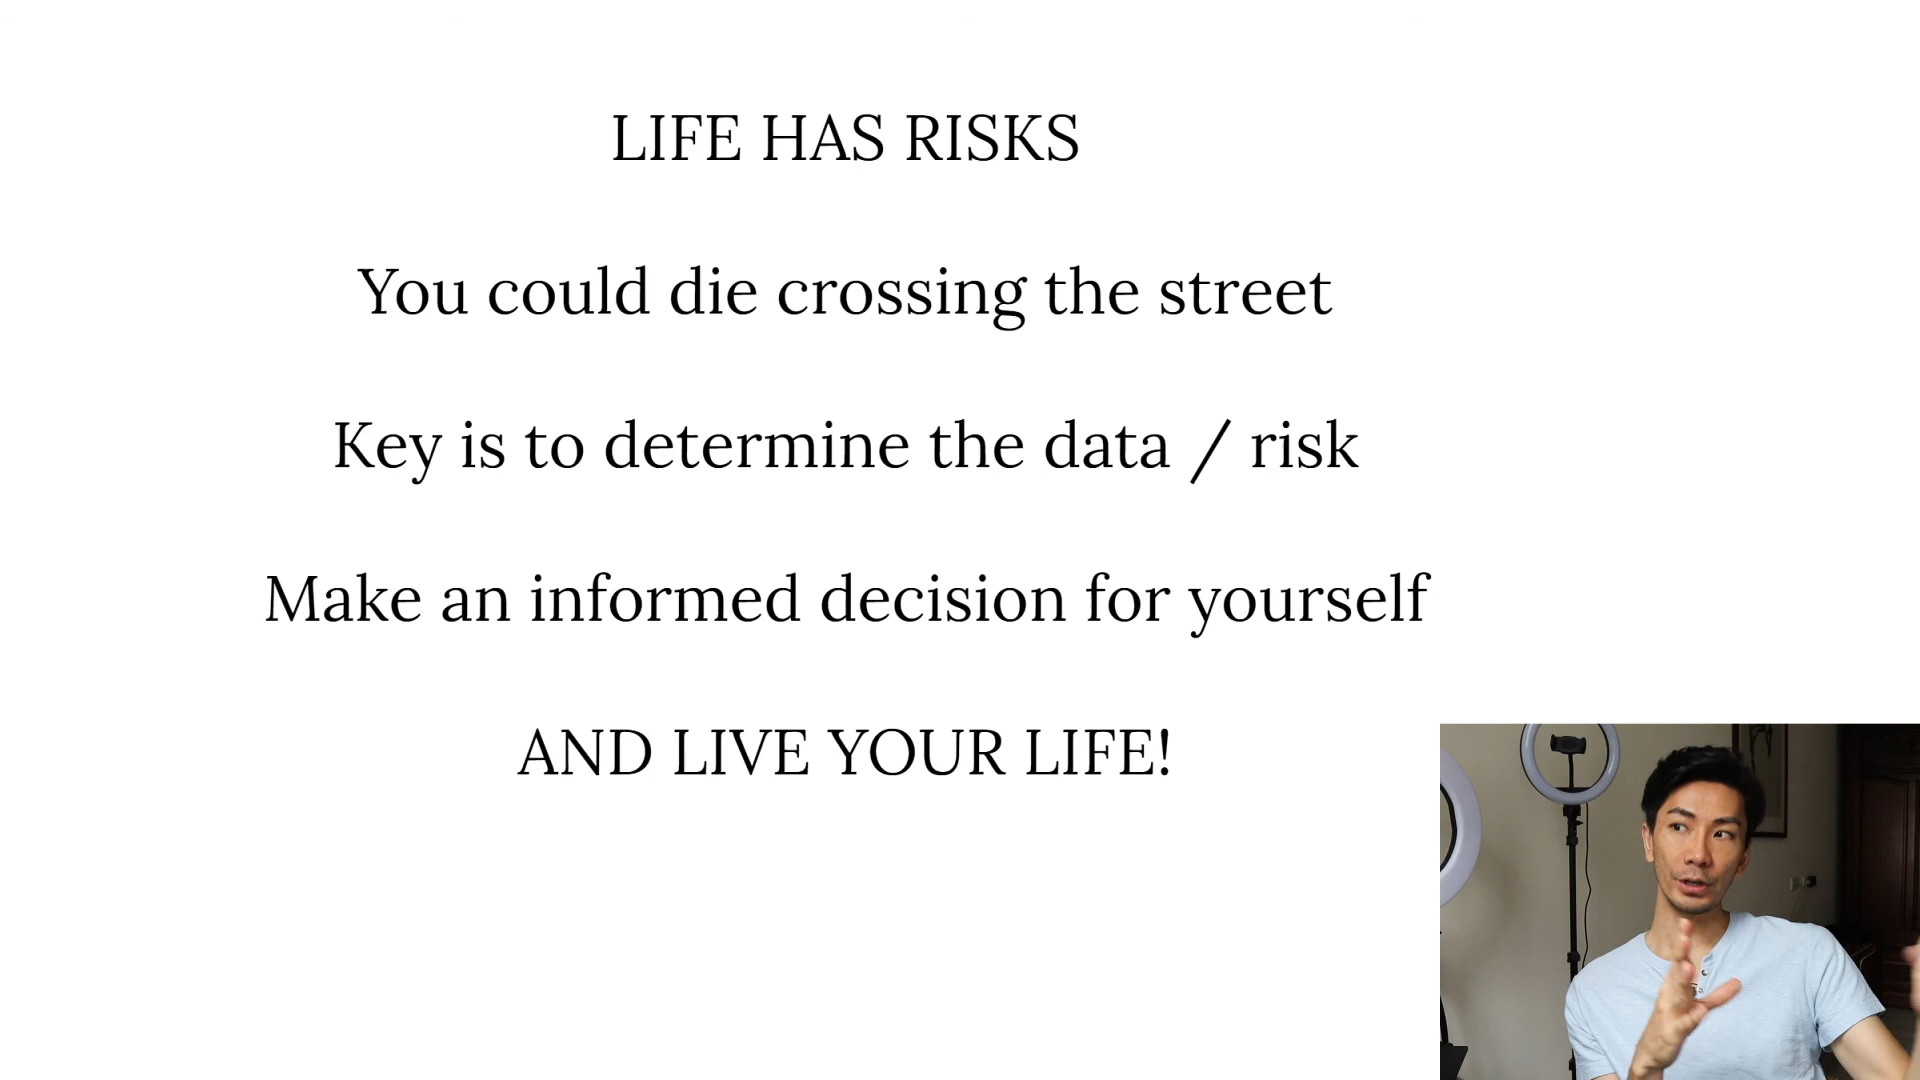 LIFE HAS RISKS
You could die crossing the street
Key is to determine the data / risk
Make an informed decision for yourself
AND LIVE YOUR LIFE!